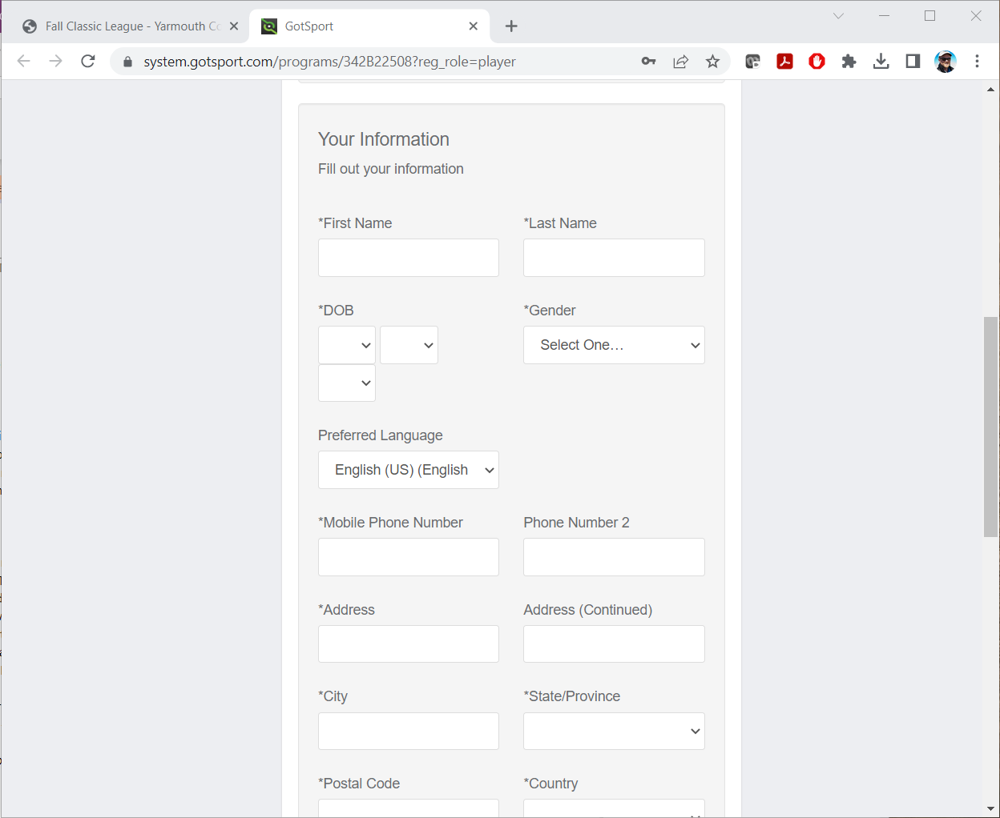 Fall Classic League - Yarmouth Co
GotSport
system.gotsport.com/programs/342B22508?reg_role=player
Your Information
Fill out your information
*First Name
*Last Name
*DOB
*Gender
Select One...
Preferred Language
English (US) (English
*Mobile Phone Number
Phone Number 2
*Address
Address (Continued)
*City
*State/Province
*Postal Code
*Country